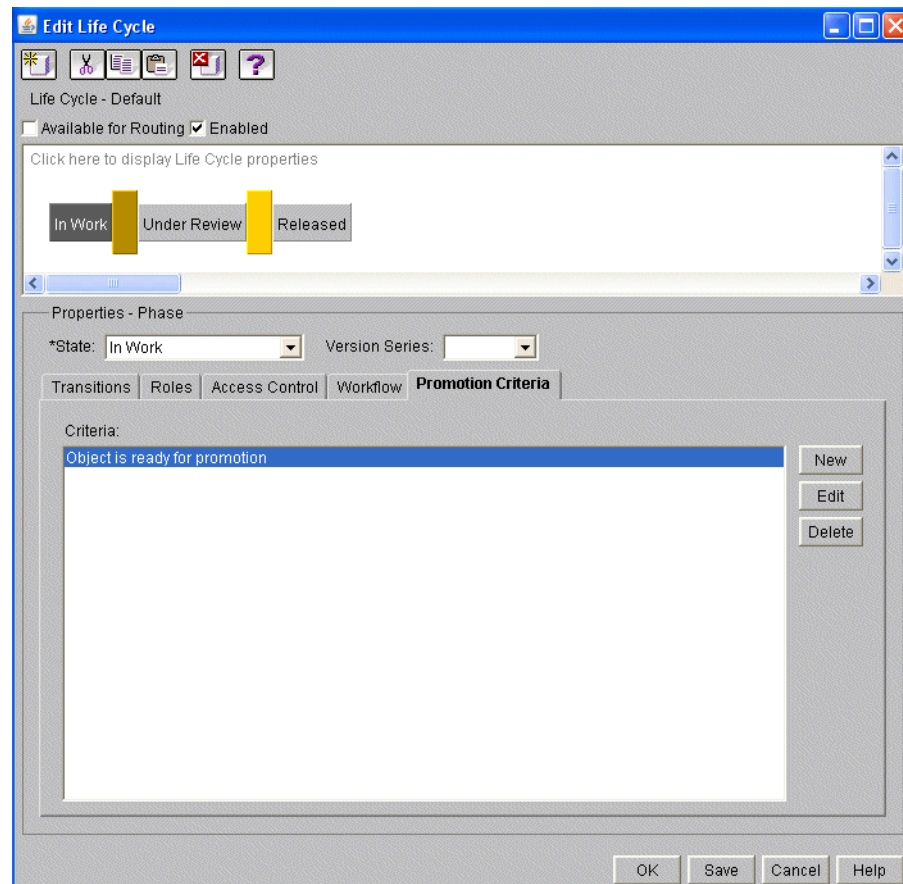 Edit Life Cycle
?
Life Cycle - Default
Available for Routing Enabled
Click here to display Life Cycle properties
In Work Under Review Released
Properties - Phase
*State: In Work Version Series:
Transitions Roles Access Control Workflow Promotion Criteria
Criteria:
Object is ready for promotion
New
Edit
Delete
OK Save Cancel Help